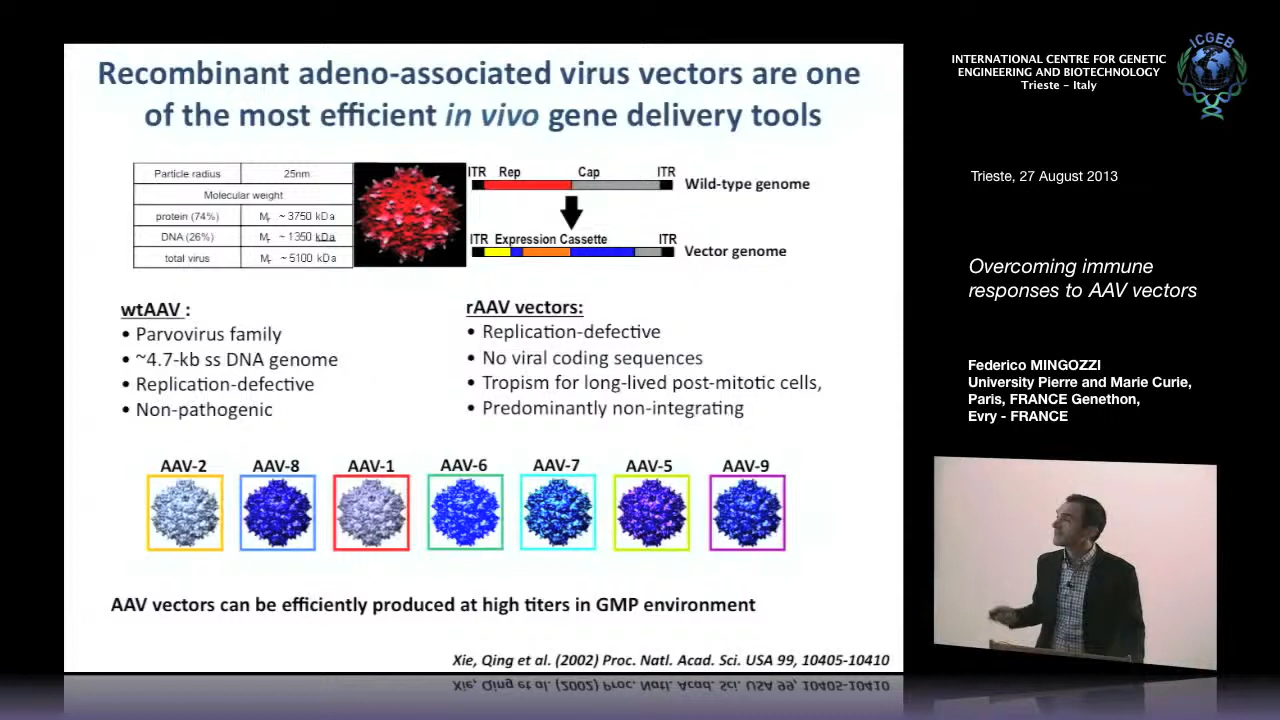 Recombinant adeno-associated virus vectors are one
of the most efficient in vivo gene delivery tools
Particle radius 25nm
Molecular weight
protein (74%) Mr ~ 3750 kDa
DNA (26%) Mr ~ 1350 kDa
total virus Mr ~ 5100 kDa
ITR Rep Cap ITR
Wild-type genome
ITR Expression Cassette ITR
Vector genome
wtAAV :
• Parvovirus family
• ~4.7-kb ss DNA genome
• Replication-defective
• Non-pathogenic
rAAV vectors:
• Replication-defective
• No viral coding sequences
• Tropism for long-lived post-mitotic cells,
• Predominantly non-integrating
AAV-2 AAV-8 AAV-1 AAV-6 AAV-7 AAV-5 AAV-9
AAV vectors can be efficiently produced at high titers in GMP environment
Xie, Qing et al. (2002) Proc. Natl. Acad. Sci. USA 99, 10405-10410
INTERNATIONAL CENTRE FOR GENETIC
ENGINEERING AND BIOTECHNOLOGY
Trieste - Italy
ICGEB
Trieste, 27 August 2013
Overcoming immune
responses to AAV vectors
Federico MINGOZZI
University Pierre and Marie Curie,
Paris, FRANCE Genethon,
Evry - FRANCE